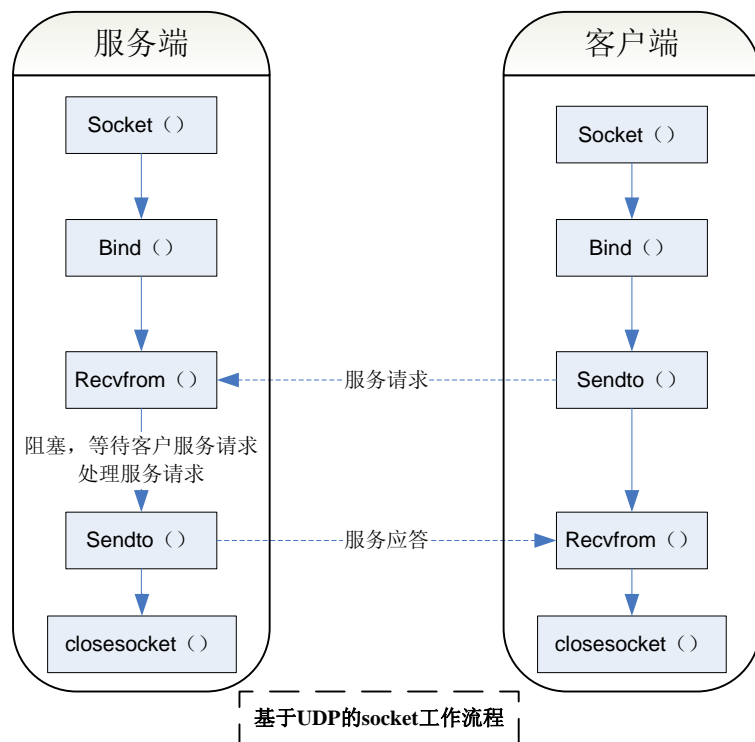 服务端
Socket（）
Bind（）
Recvfrom（）
阻塞，等待客户服务请求
处理服务请求
Sendto（）
closesocket（）
服务请求
服务应答
客户端
Socket（）
Bind（）
Sendto（）
Recvfrom（）
closesocket（）
基于UDP的socket工作流程